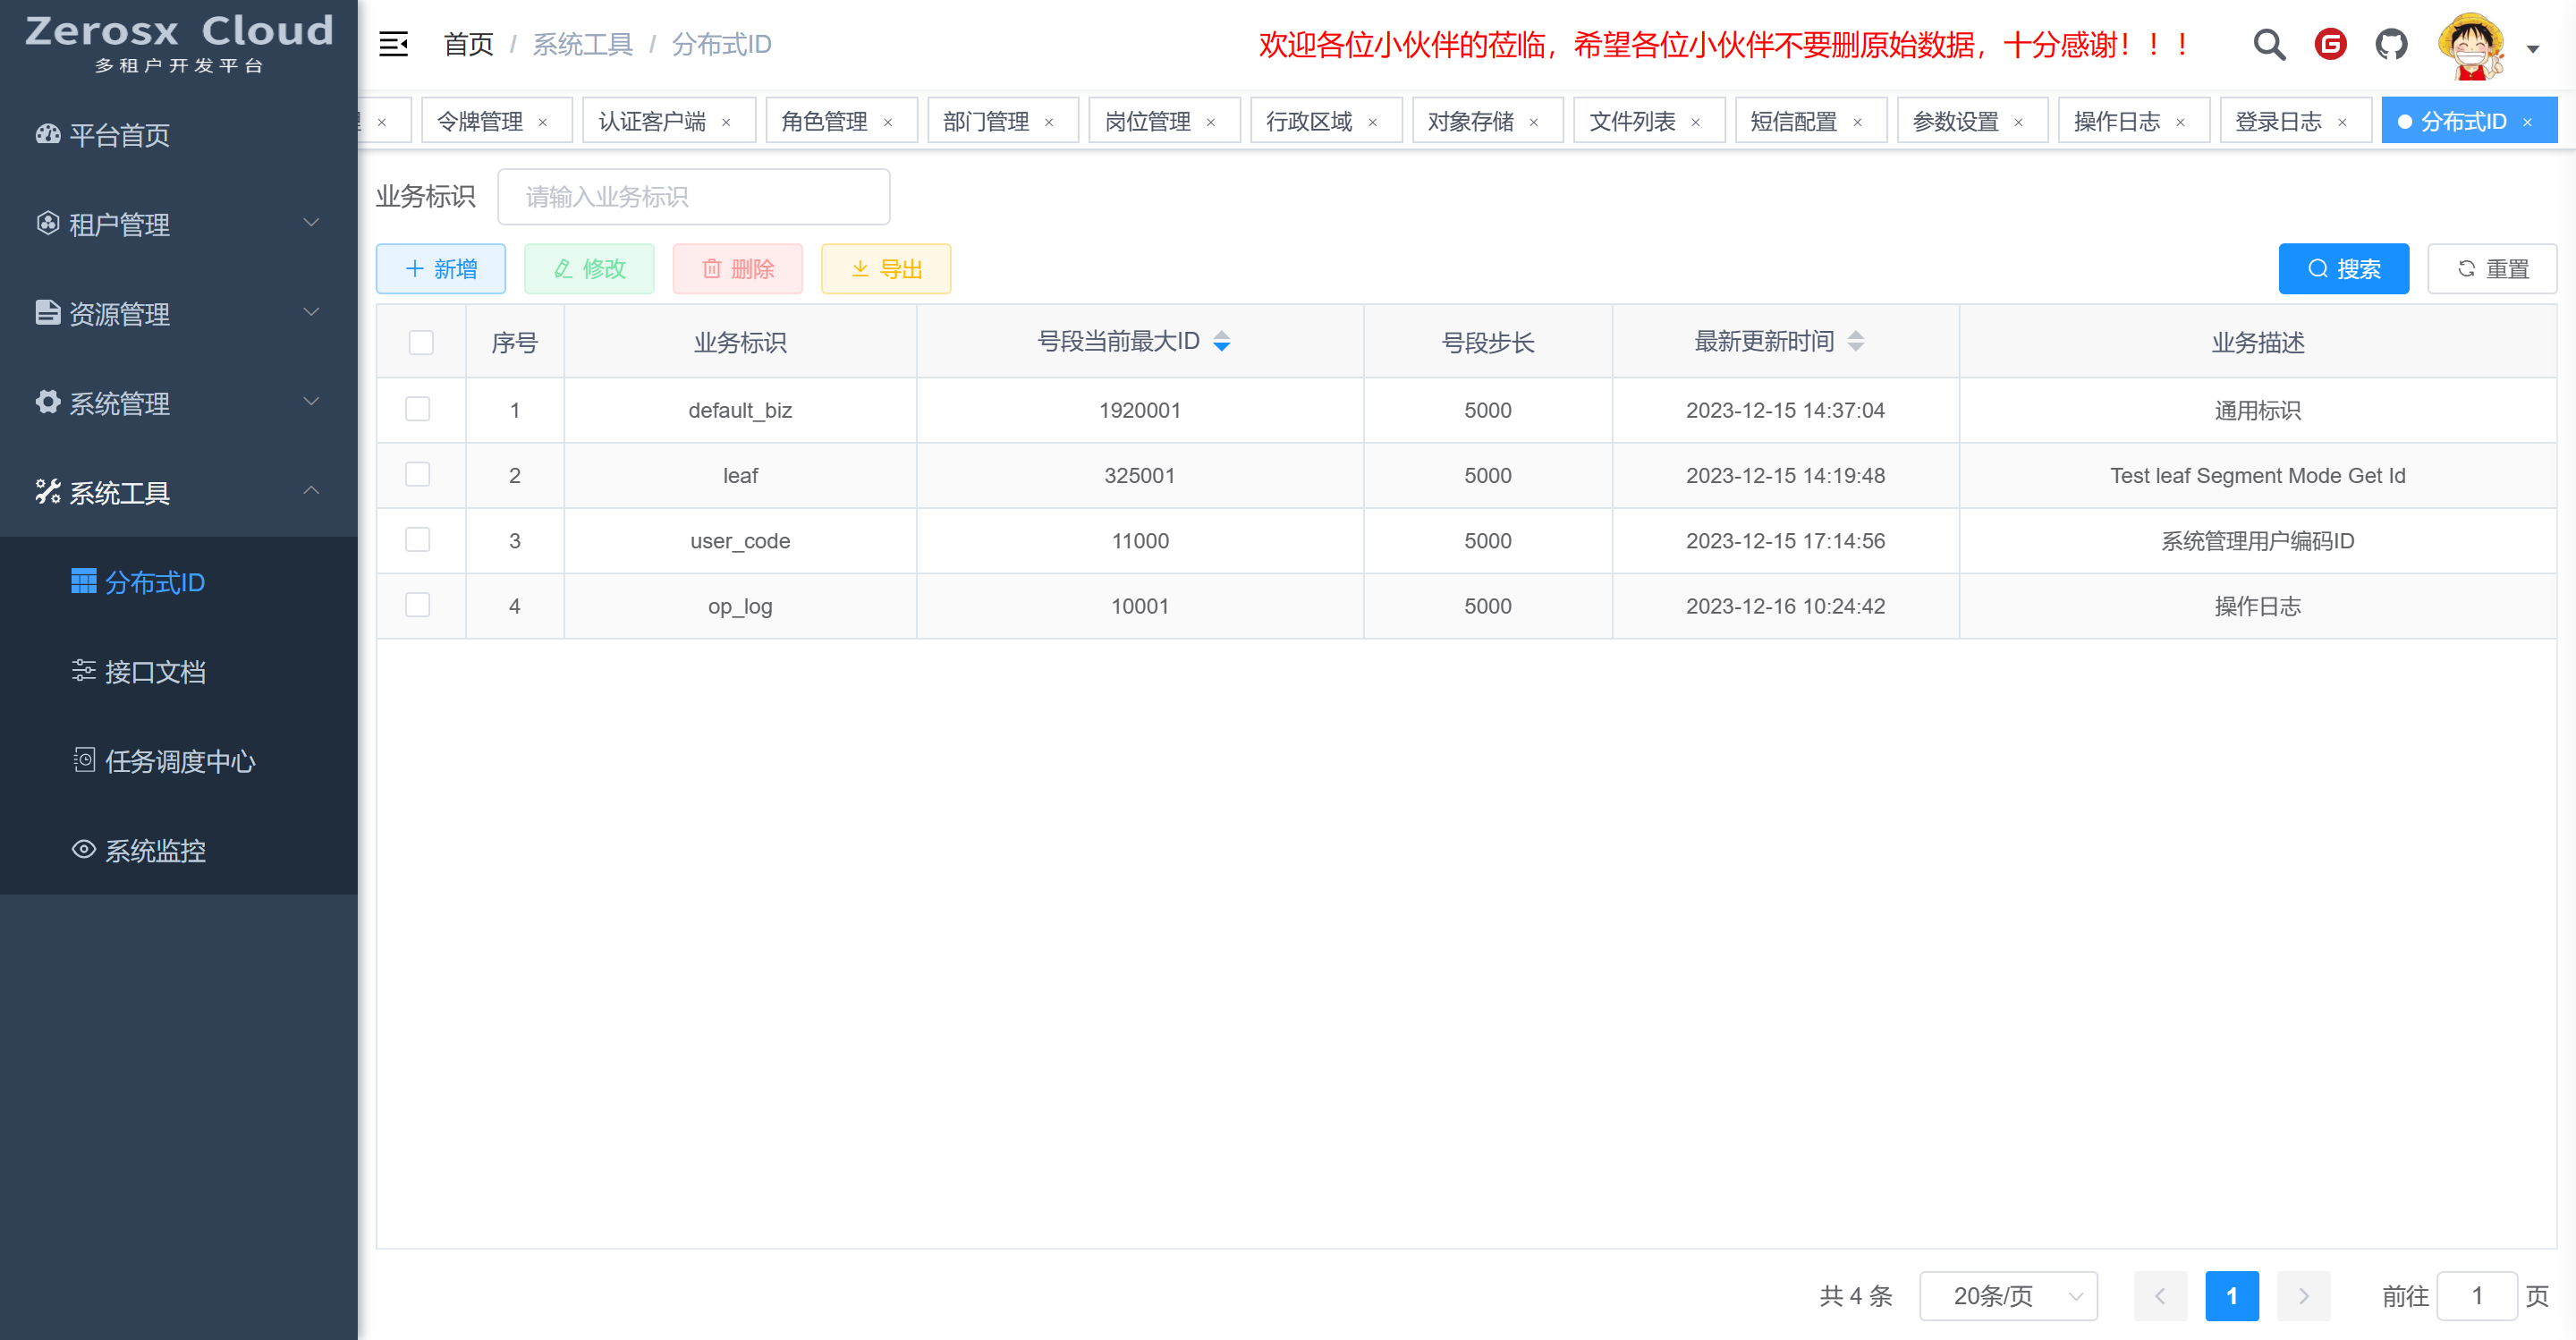 Zerosx Cloud
多租户开发平台
平台首页
租户管理
资源管理
系统管理
系统工具
分布式ID
接口文档
任务调度中心
系统监控
首页 / 系统工具 / 分布式ID
欢迎各位小伙伴的莅临，希望各位小伙伴不要删原始数据，十分感谢！！！
令牌管理 认证客户端 角色管理 部门管理 岗位管理 行政区域 对象存储 文件列表 短信配置 参数设置 操作日志 登录日志 分布式ID
业务标识 请输入业务标识
新增 修改 删除 导出 搜索 重置
序号 业务标识 号段当前最大ID 号段步长 最新更新时间 业务描述
1 default_biz 1920001 5000 2023-12-15 14:37:04 通用标识
2 leaf 325001 5000 2023-12-15 14:19:48 Test leaf Segment Mode Get Id
3 user_code 11000 5000 2023-12-15 17:14:56 系统管理用户编码ID
4 op_log 10001 5000 2023-12-16 10:24:42 操作日志
共 4 条 20条/页 1 前往 1 页